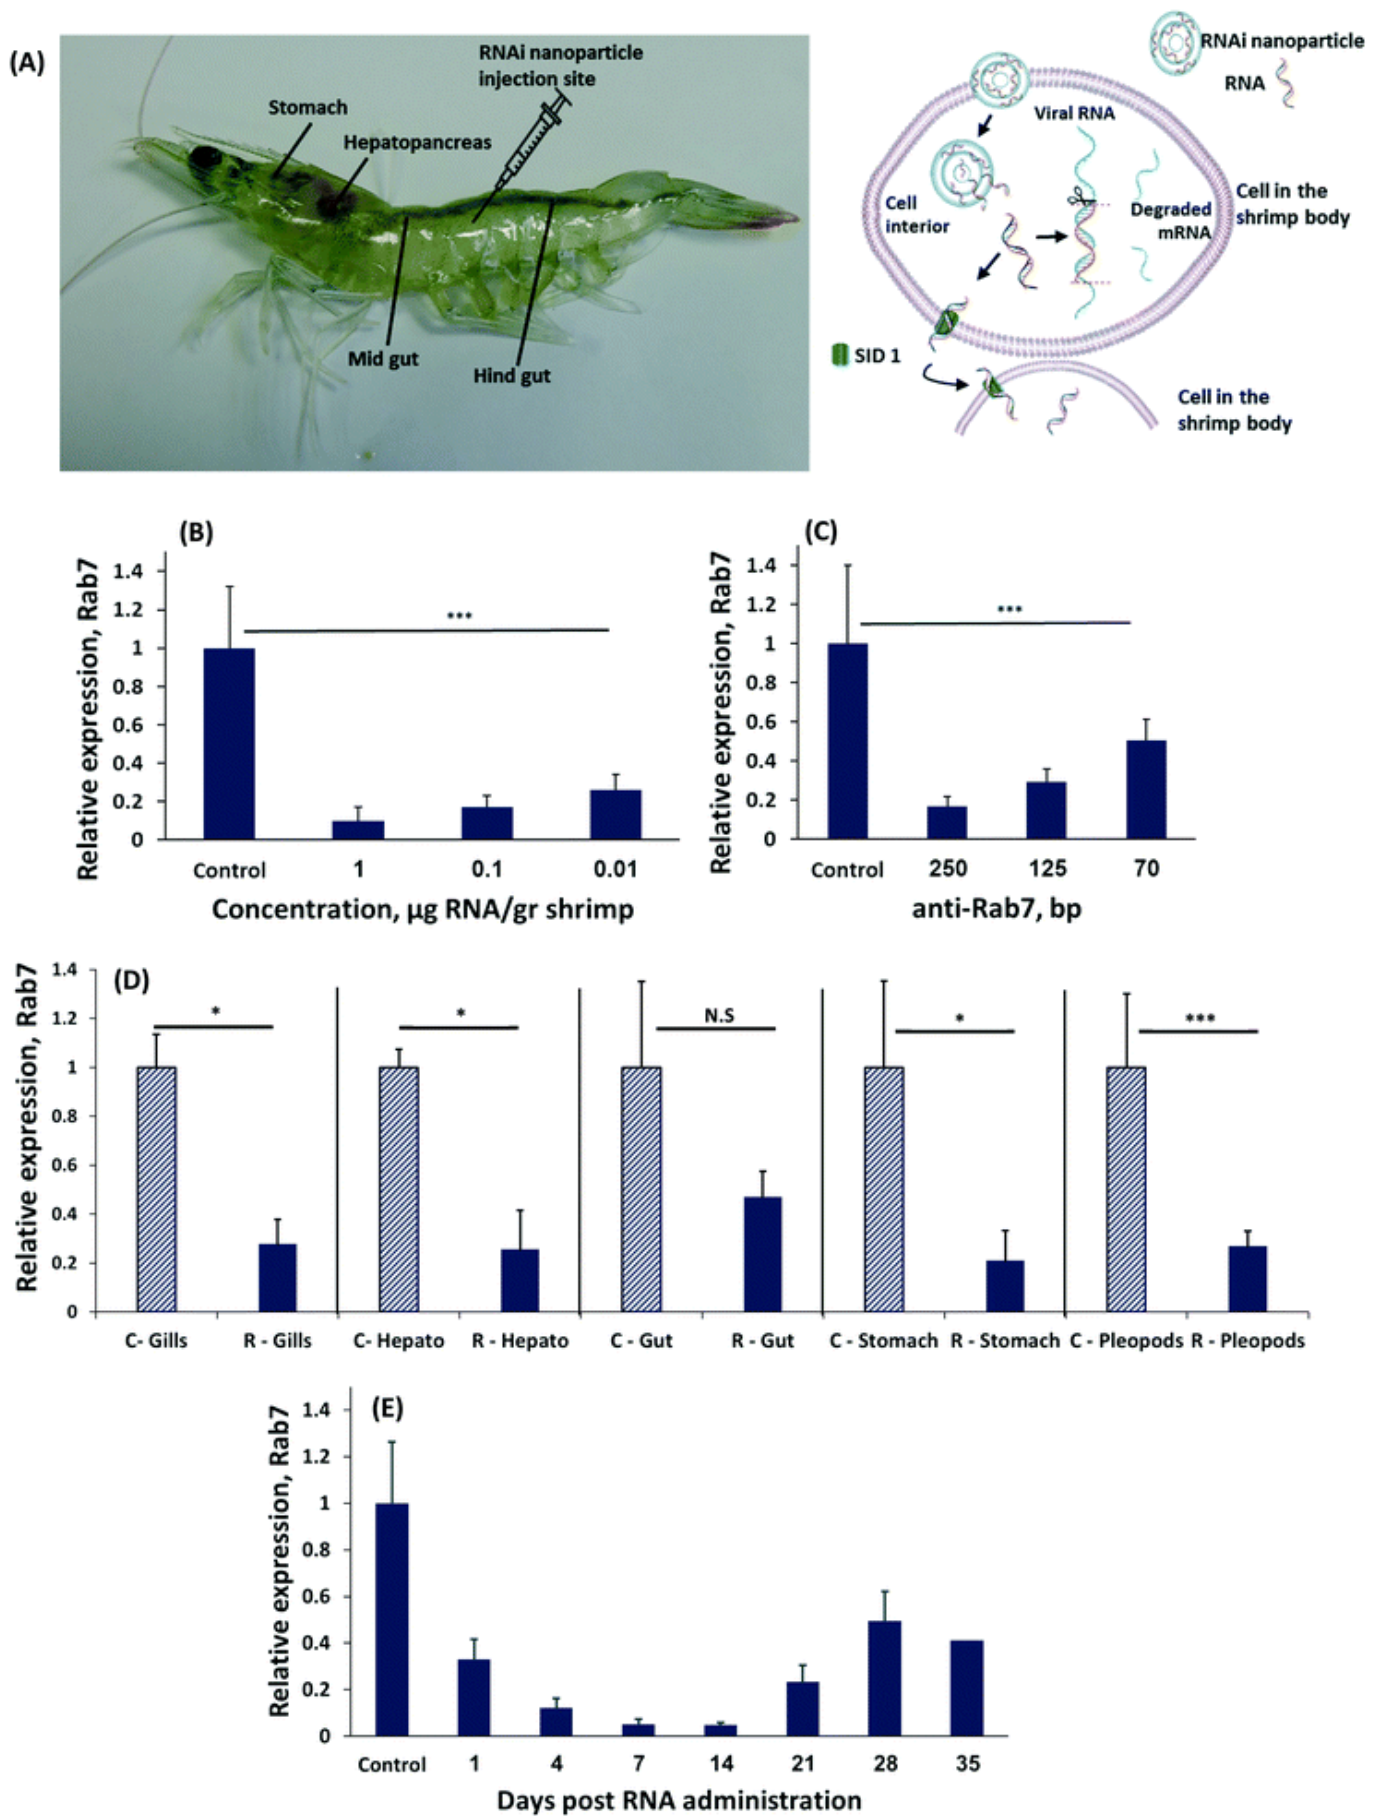 (A)
RNAi nanoparticle
injection site
Stomach
Hepatopancreas
Mid gut
Hind gut
RNAi nanoparticle
RNA
Viral RNA
Cell
interior
Degraded
mRNA
Cell in the
shrimp body
SID 1
Cell in the
shrimp body
(B)
Relative expression, Rab7
1.4
1.2
1
0.8
0.6
0.4
0.2
0
***
Control 1 0.1 0.01
Concentration, µg RNA/gr shrimp
(C)
Relative expression, Rab7
1.4
1.2
1
0.8
0.6
0.4
0.2
0
***
Control 250 125 70
anti-Rab7, bp
(D)
Relative expression, Rab7
1.4
1.2
1
0.8
0.6
0.4
0.2
0
* * N.S * ***
C- Gills R - Gills C- Hepato R - Hepato C - Gut R - Gut C - Stomach R - Stomach C - Pleopods R - Pleopods
(E)
Relative expression, Rab7
1.4
1.2
1
0.8
0.6
0.4
0.2
0
Control 1 4 7 14 21 28 35
Days post RNA administration